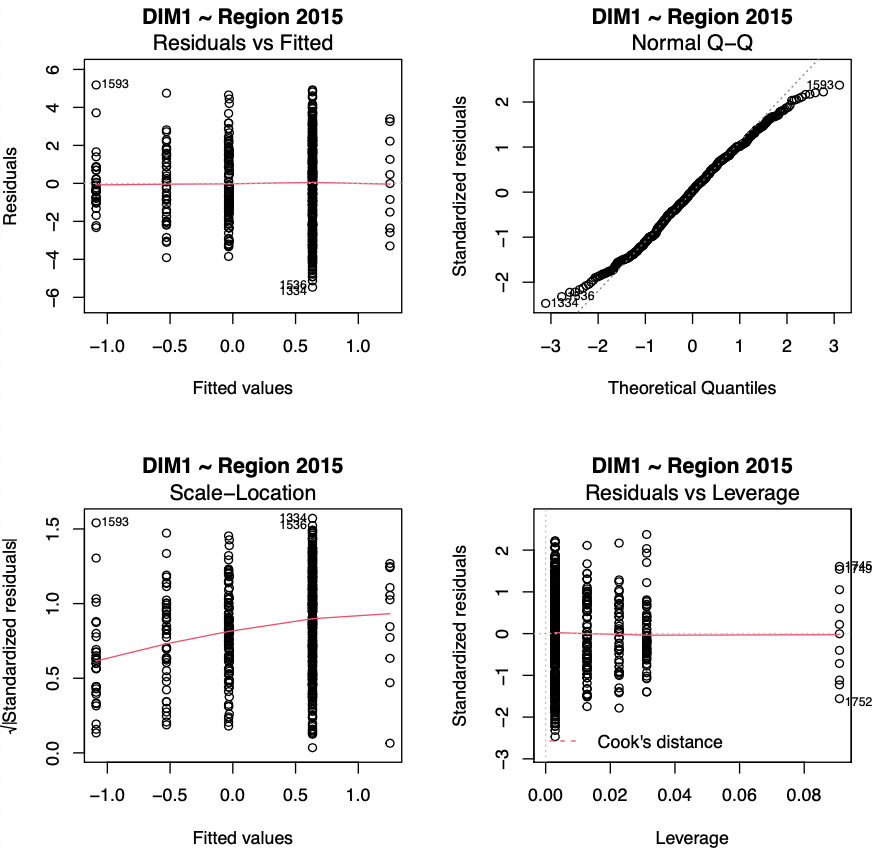 DIM1 ~ Region 2015
Residuals vs Fitted
6
4
2
0
−2
−4
−6
Residuals
1593
1536
1334
−1.0 −0.5 0.0 0.5 1.0
Fitted values
DIM1 ~ Region 2015
Normal Q−Q
2
1
0
−1
−2
Standardized residuals
1593
1536
1334
−3 −2 −1 0 1 2 3
Theoretical Quantiles
DIM1 ~ Region 2015
Scale−Location
1.5
1.0
0.5
0.0
√|Standardized residuals|
1593
1334
1536
−1.0 −0.5 0.0 0.5 1.0
Fitted values
DIM1 ~ Region 2015
Residuals vs Leverage
2
1
0
−1
−2
−3
Standardized residuals
1745
1749
1752
Cook's distance
0.00 0.02 0.04 0.06 0.08
Leverage